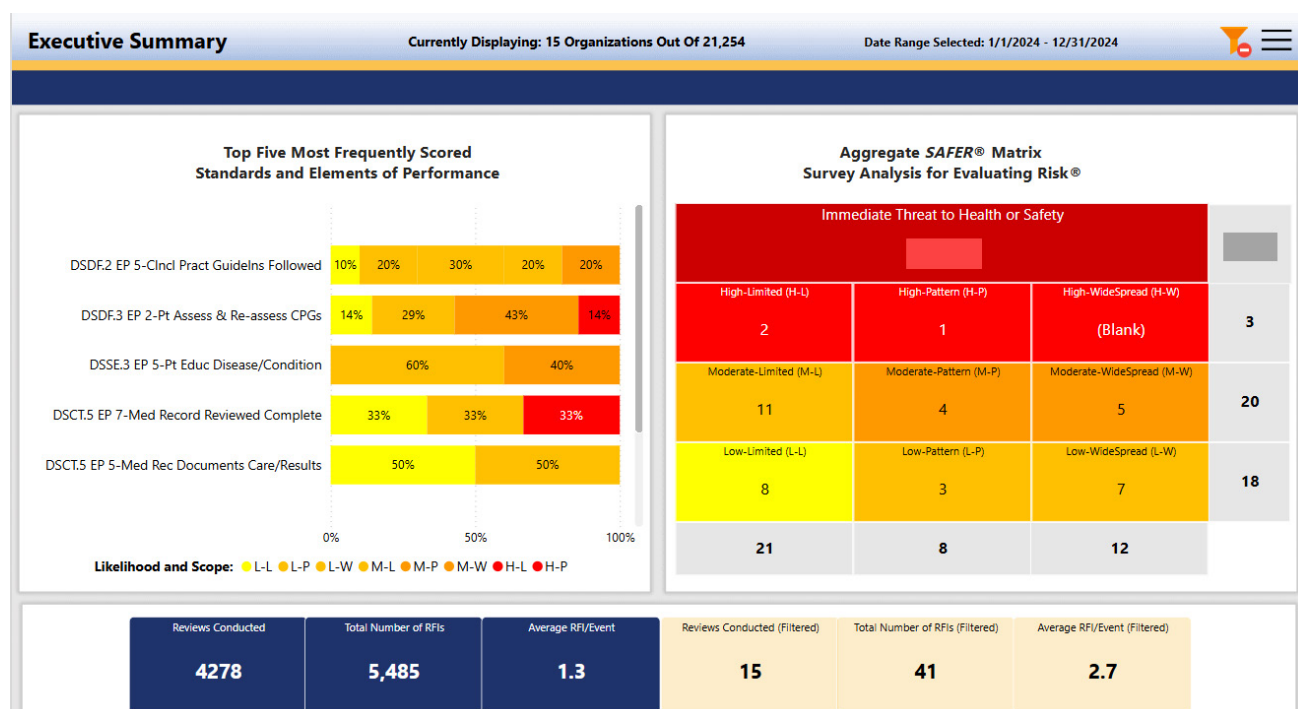 Executive Summary
Currently Displaying: 15 Organizations Out Of 21,254
Date Range Selected: 1/1/2024 - 12/31/2024
Top Five Most Frequently Scored
Standards and Elements of Performance
DSDF.2 EP 5-Clncl Pract Guidelns Followed 10% 20% 30% 20% 20%
DSDF.3 EP 2-Pt Assess & Re-assess CPGs 14% 29% 43% 14%
DSSE.3 EP 5-Pt Educ Disease/Condition 60% 40%
DSCT.5 EP 7-Med Record Reviewed Complete 33% 33% 33%
DSCT.5 EP 5-Med Rec Documents Care/Results 50% 50%
0% 50% 100%
Likelihood and Scope: L-L L-P L-W M-L M-P M-W H-L H-P
Aggregate SAFER® Matrix
Survey Analysis for Evaluating Risk®
Immediate Threat to Health or Safety
High-Limited (H-L) High-Pattern (H-P) High-WideSpread (H-W)
2 1 (Blank) 3
Moderate-Limited (M-L) Moderate-Pattern (M-P) Moderate-WideSpread (M-W)
11 4 5 20
Low-Limited (L-L) Low-Pattern (L-P) Low-WideSpread (L-W)
8 3 7 18
21 8 12
Reviews Conducted Total Number of RFIs Average RFI/Event Reviews Conducted (Filtered) Total Number of RFIs (Filtered) Average RFI/Event (Filtered)
4278 5,485 1.3 15 41 2.7